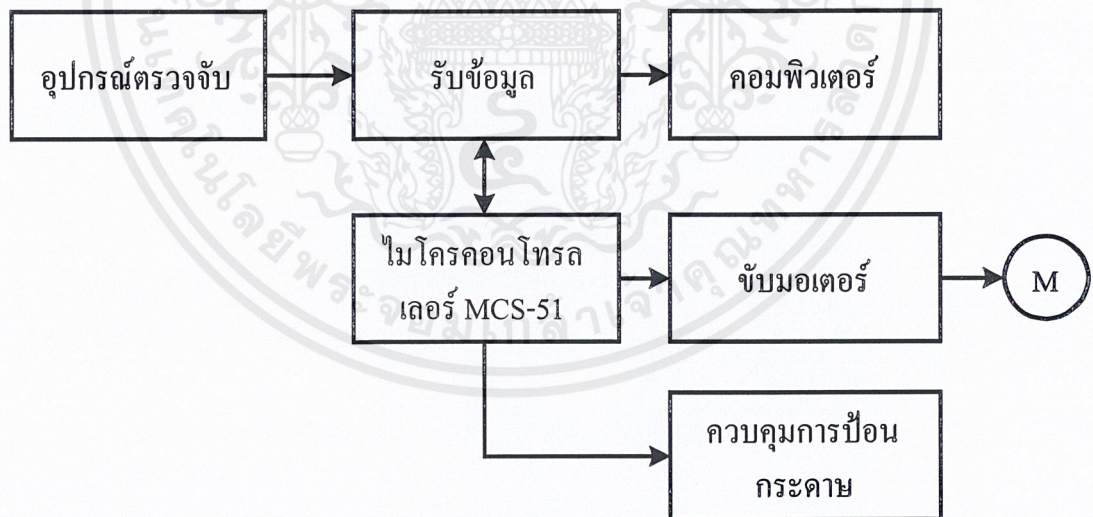 อุปกรณ์ตรวจจับ
รับข้อมูล
คอมพิวเตอร์
ไมโครคอนโทรล
เลอร์ MCS-51
ขับมอเตอร์
M
ควบคุมการป้อน
กระดาษ